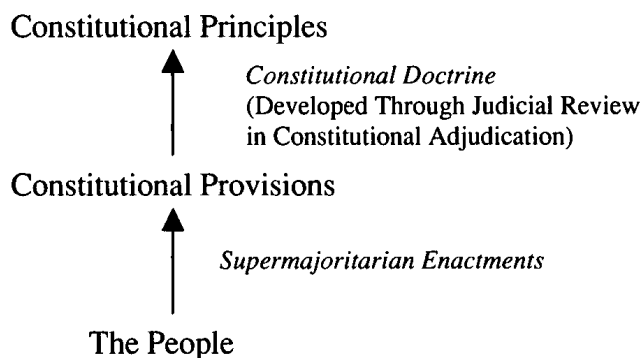 Constitutional Principles
Constitutional Doctrine
(Developed Through Judicial Review
in Constitutional Adjudication)
Constitutional Provisions
Supermajoritarian Enactments
The People